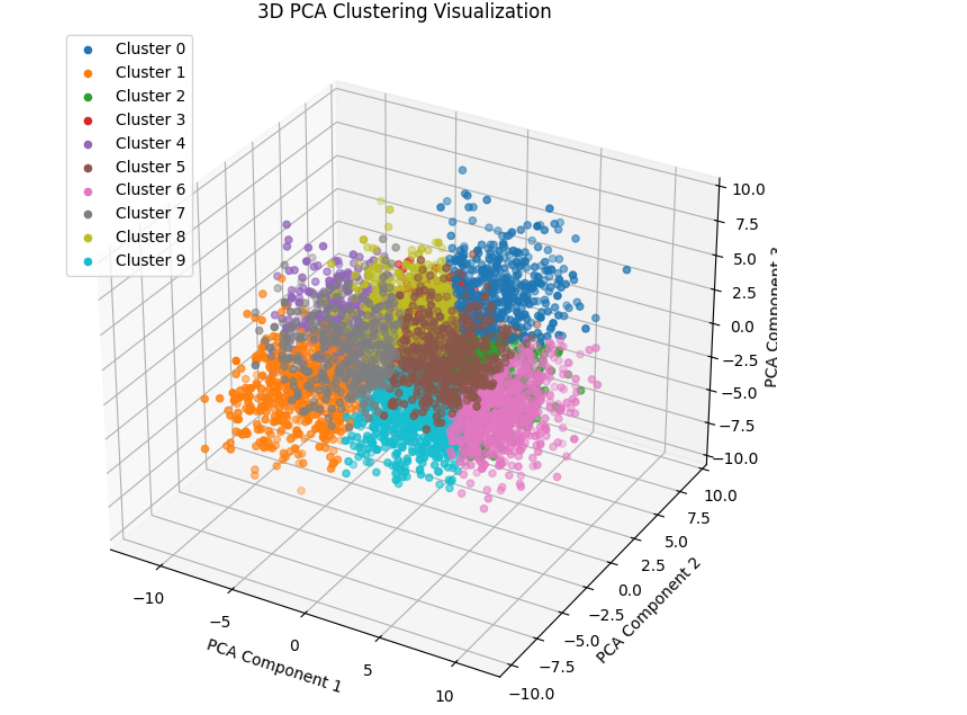 3D PCA Clustering Visualization
Cluster 0
Cluster 1
Cluster 2
Cluster 3
Cluster 4
Cluster 5
Cluster 6
Cluster 7
Cluster 8
Cluster 9
10.0
7.5
5.0
2.5
0.0
−2.5
−5.0
−7.5
−10.0
PCA Component 3
10.0
7.5
5.0
2.5
0.0
−2.5
−5.0
−7.5
−10.0
PCA Component 2
−10
−5
0
5
10
PCA Component 1